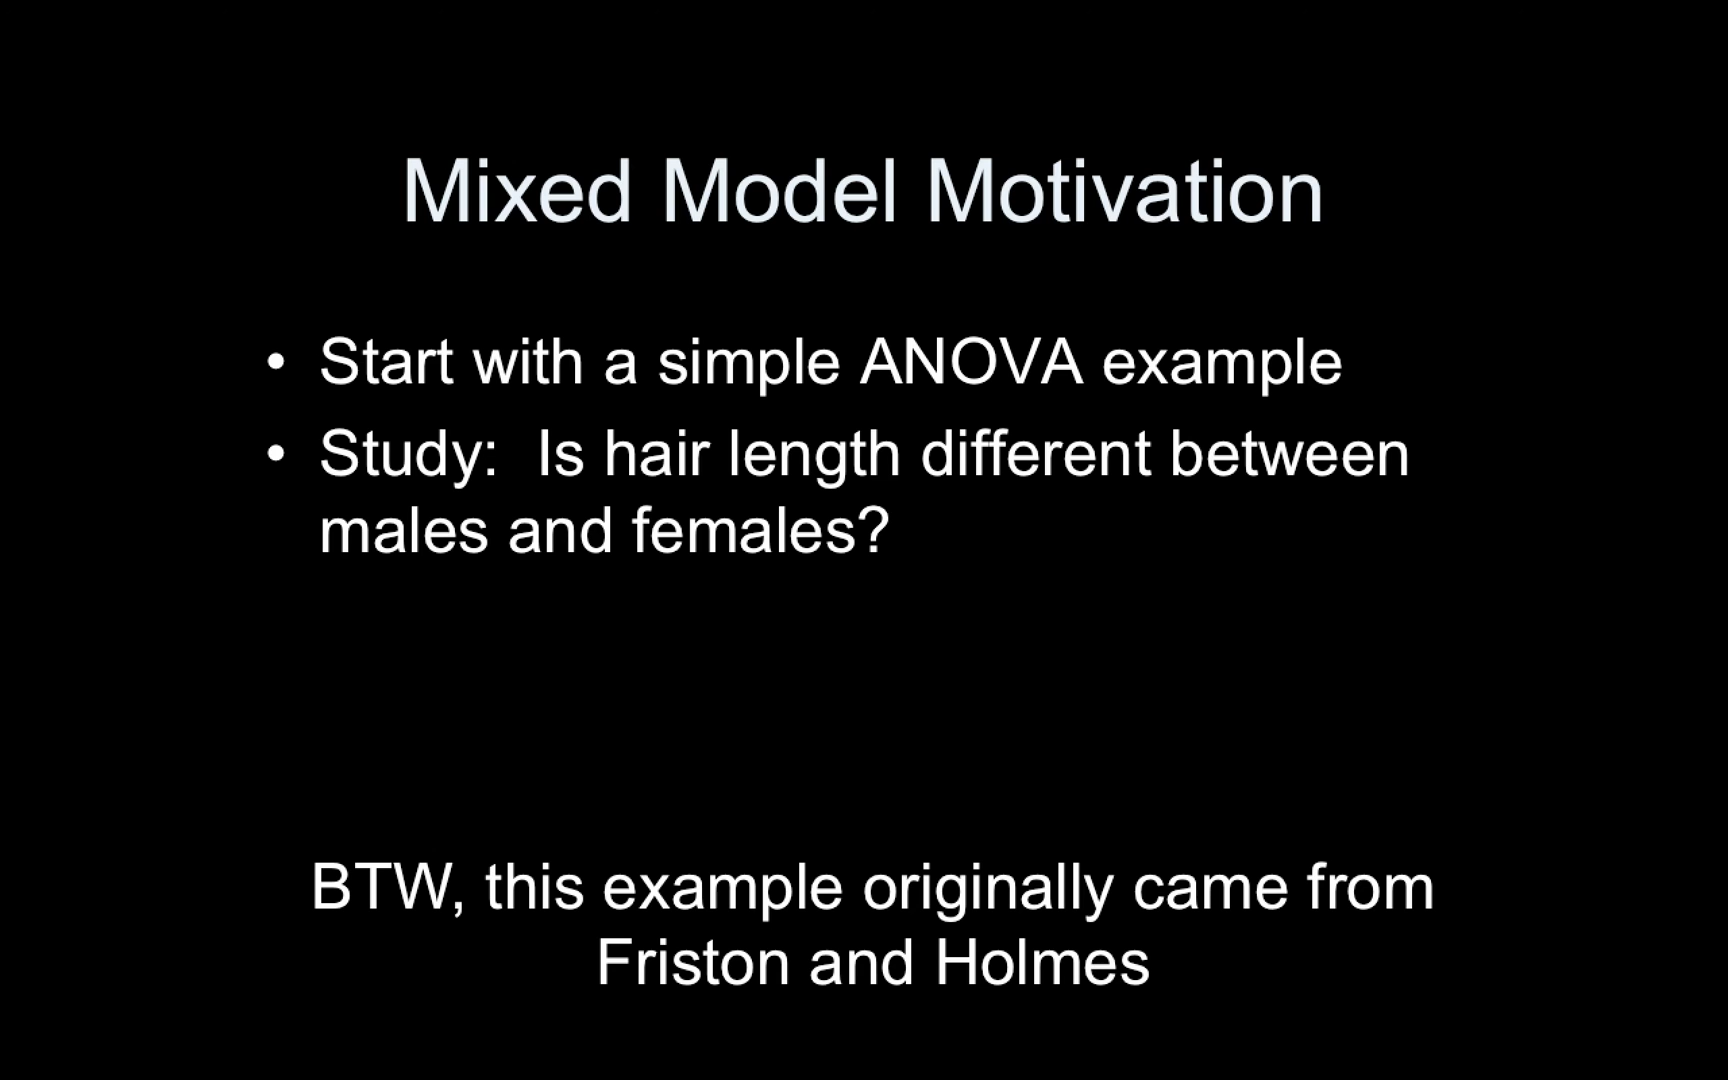 Mixed Model Motivation
• Start with a simple ANOVA example
• Study:  Is hair length different between
males and females?
BTW, this example originally came from
Friston and Holmes